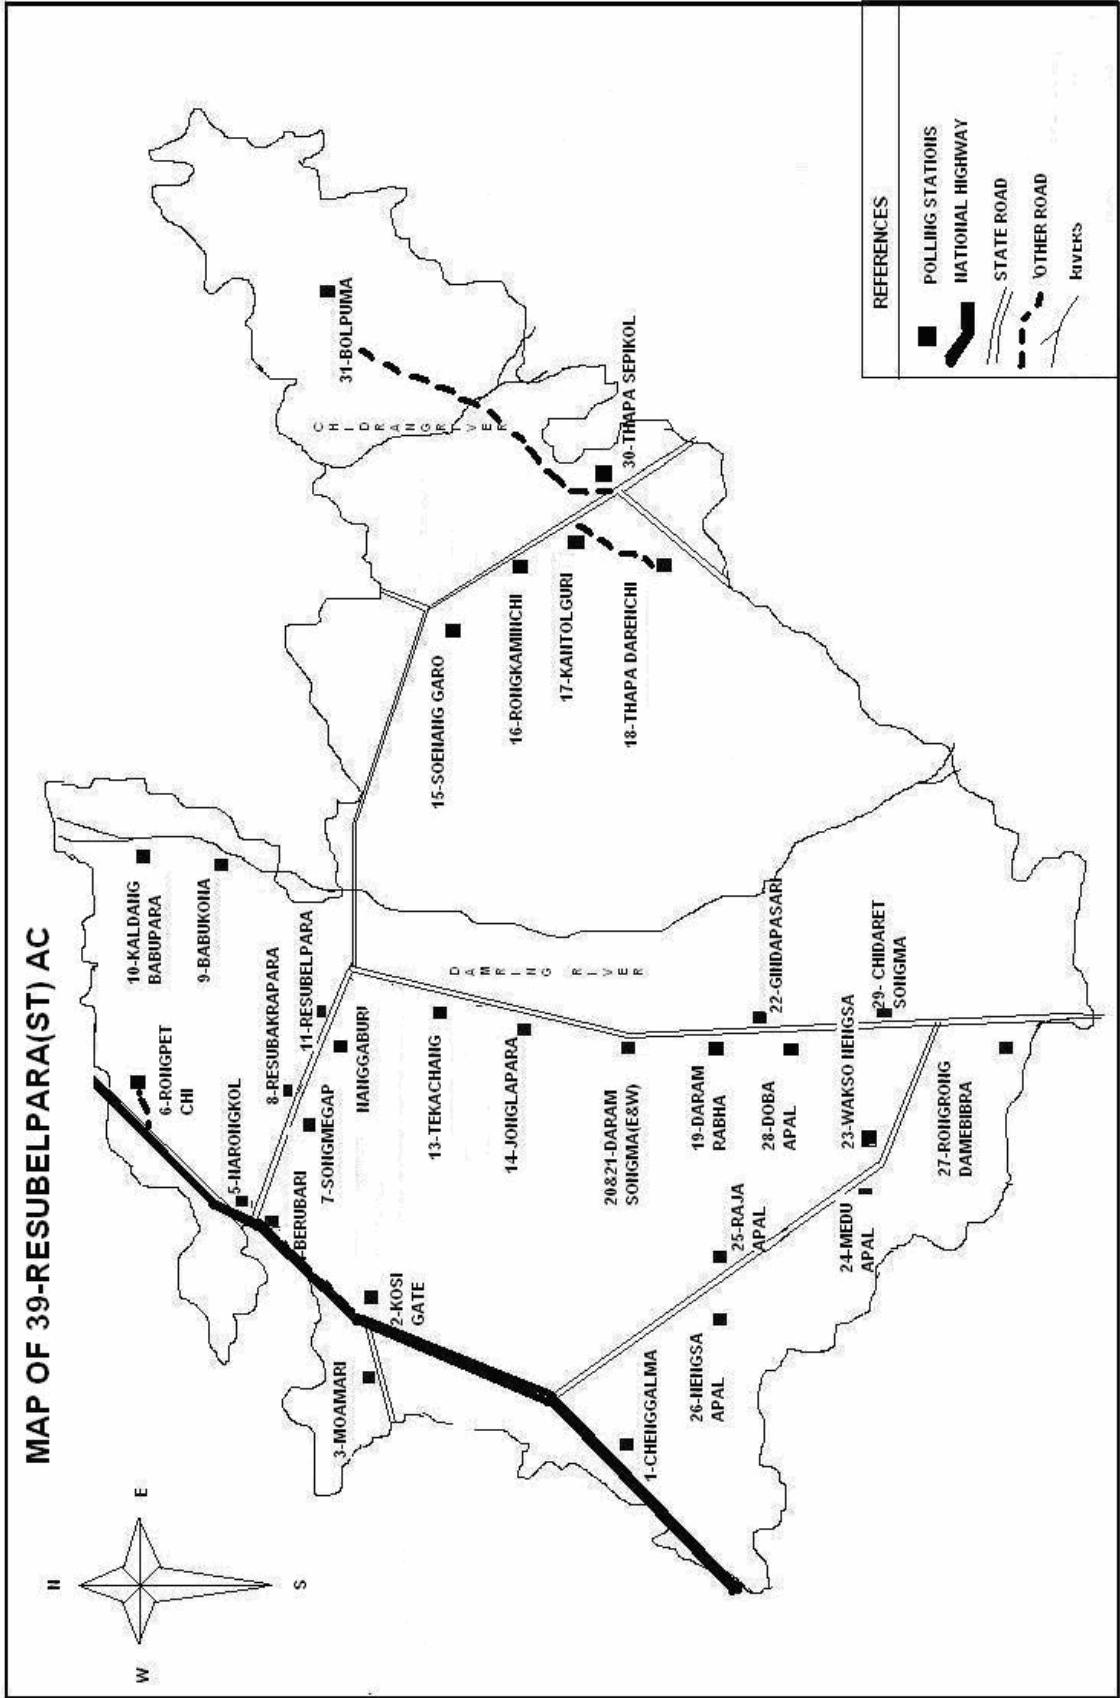 MAP OF 39-RESUBELPARA(ST) AC
N
E
S
W
10-KALDANG
BABUPARA
9-BABUKONA
6-RONGPET
CHI
8-RESUBAKRAPARA
11-RESUBELPARA
5-NARONGKOL
7-SONGMEGAP
NANGGABURI
-BERUBARI
2-KOSI
GATE
3-MOAMARI
13-TEKACHANG
14-JONGLAPARA
20&21-DARAM
SONGMA(E&W)
19-DARAM
RABHA
28-DOBA
APAL
22-GINDAPASARI
29- CHIDARET
SONGMA
23-WAKSO NENGSA
27-RONGRONG
DAMEBIBRA
24-MEDU
APAL
25-RAJA
APAL
26-NENGSA
APAL
1-CHENGGALMA
DAMRING RIVER
15-SOENANG GARO
16-RONGKAMINCHI
17-KANTOLGURI
18-THAPA DARENCHI
30-THAPA SEPIKOL
31-BOLPUMA
CHIDRANGRIVER
REFERENCES
POLLING STATIONS
NATIONAL HIGHWAY
STATE ROAD
OTHER ROAD
RIVERS